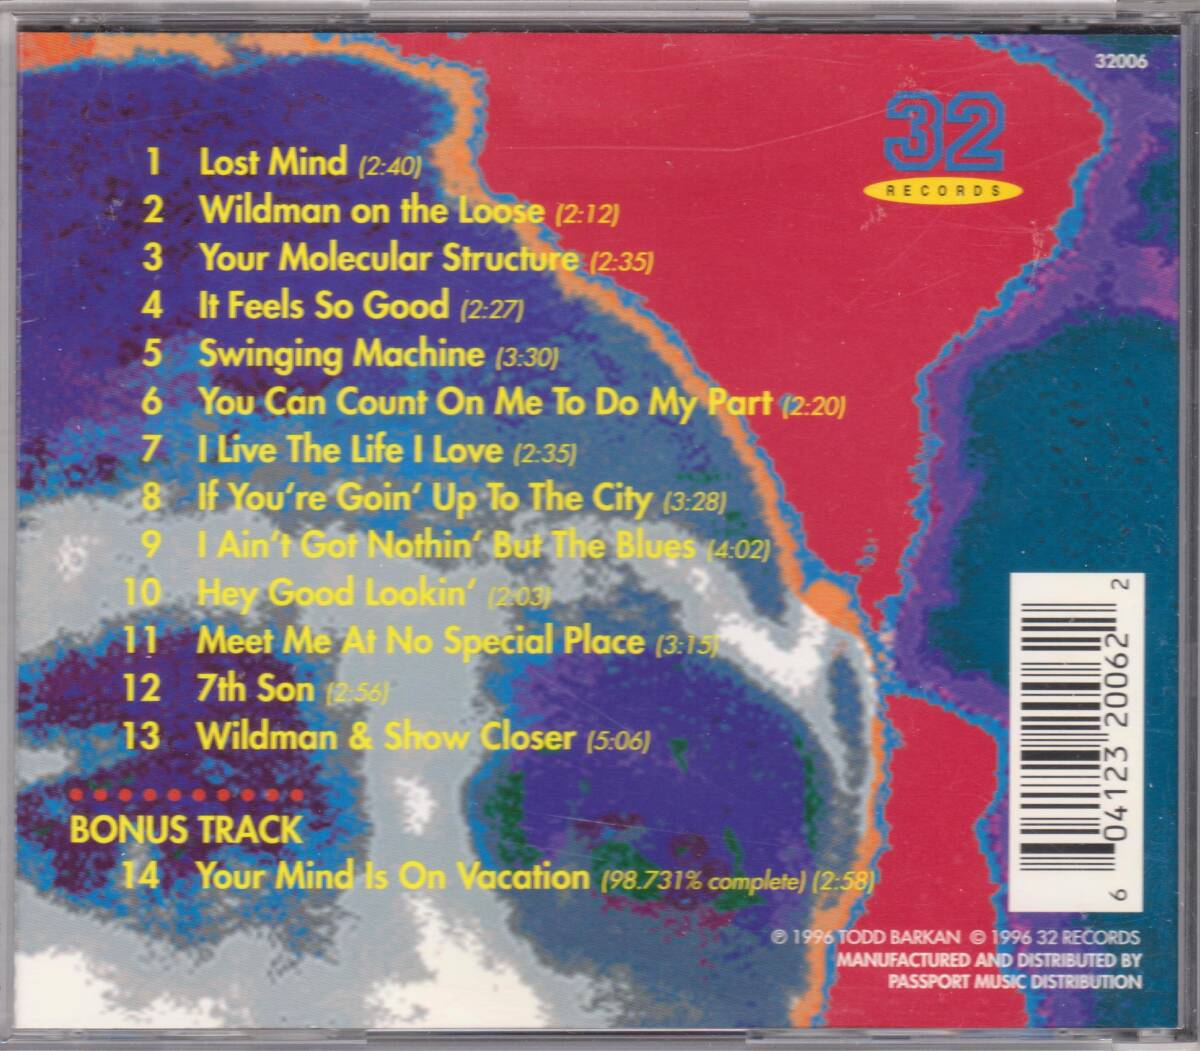 32006
32
RECORDS
1 Lost Mind (2:40)
2 Wildman on the Loose (2:12)
3 Your Molecular Structure (2:35)
4 It Feels So Good (2:27)
5 Swinging Machine (3:30)
6 You Can Count On Me To Do My Part (2:20)
7 I Live The Life I Love (2:35)
8 If You're Goin' Up To The City (3:28)
9 I Ain't Got Nothin' But The Blues (4:02)
10 Hey Good Lookin' (2:03)
11 Meet Me At No Special Place (3:15)
12 7th Son (2:56)
13 Wildman & Show Closer (5:06)
BONUS TRACK
14 Your Mind Is On Vacation (98.731% complete) (2:58)
6 04123 20062 2
℗ 1996 TODD BARKAN © 1996 32 RECORDS
MANUFACTURED AND DISTRIBUTED BY
PASSPORT MUSIC DISTRIBUTION